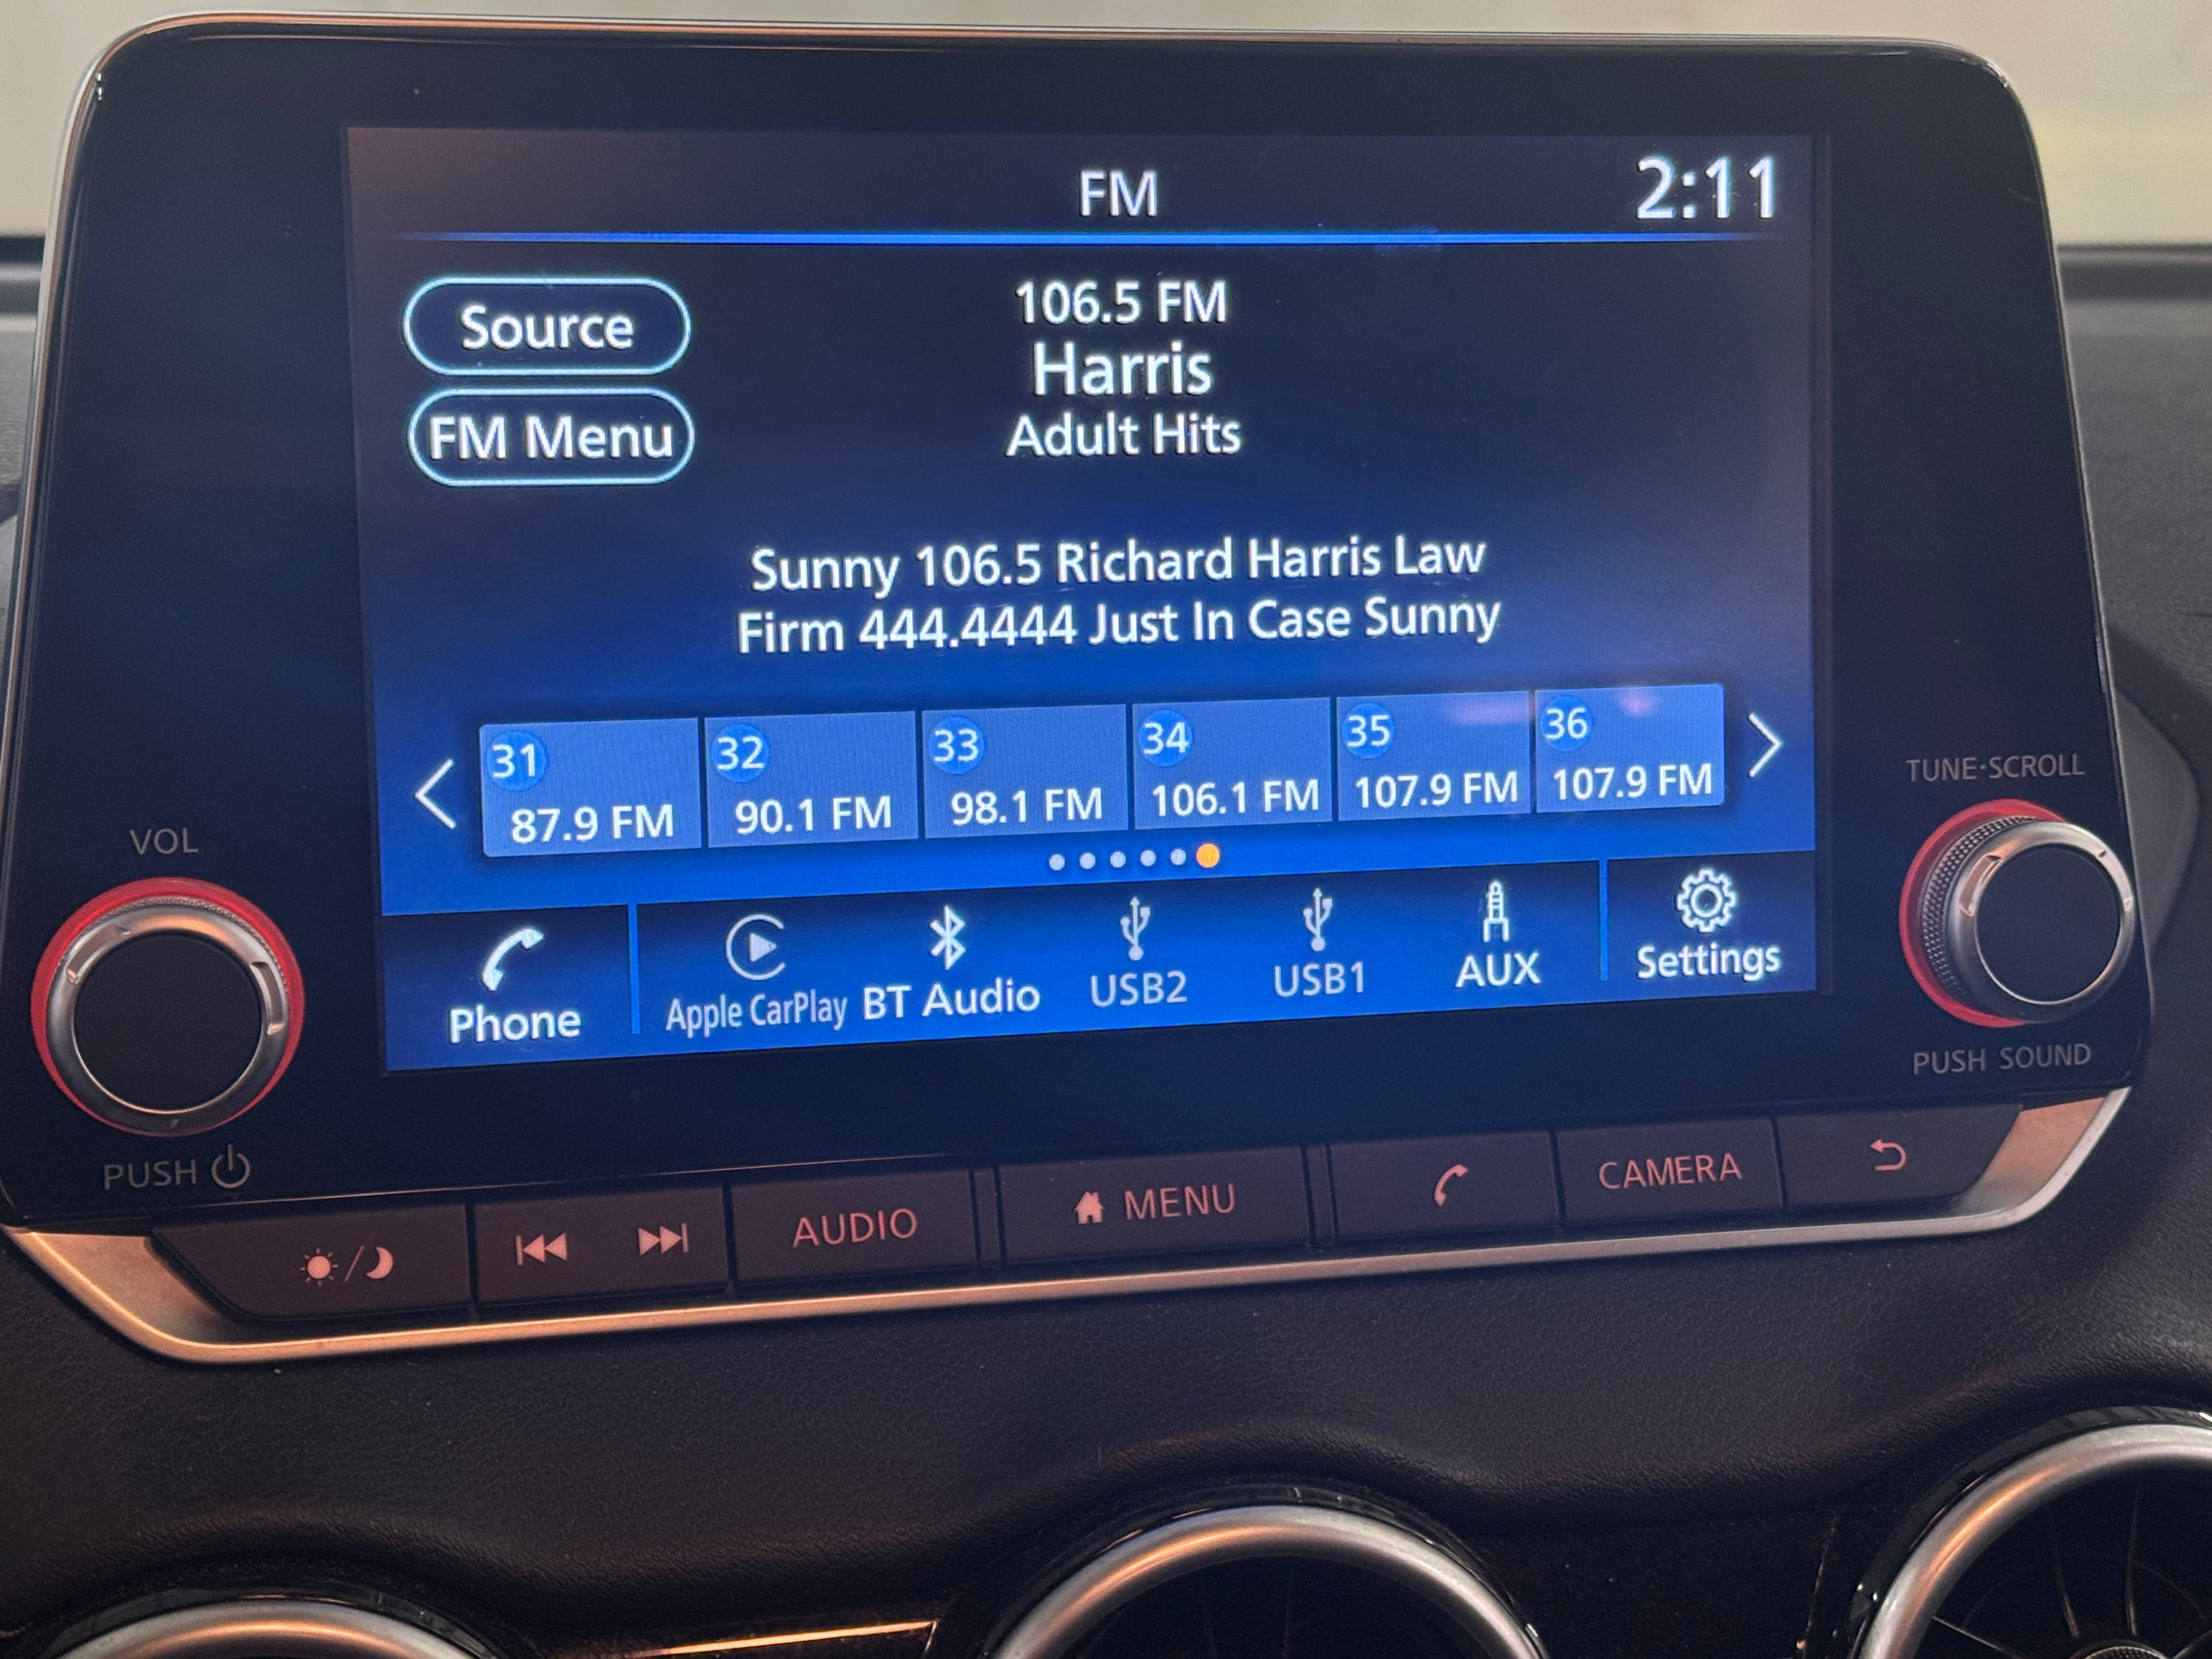 FM
2:11
Source
106.5 FM
Harris
FM Menu
Adult Hits
Sunny 106.5 Richard Harris Law
Firm 444.4444 Just In Case Sunny
31
32
33
34
35
36
87.9 FM
90.1 FM
98.1 FM
106.1 FM
107.9 FM
107.9 FM
TUNE·SCROLL
VOL
Phone
Apple CarPlay
BT Audio
USB2
USB1
AUX
Settings
PUSH SOUND
PUSH
AUDIO
MENU
CAMERA